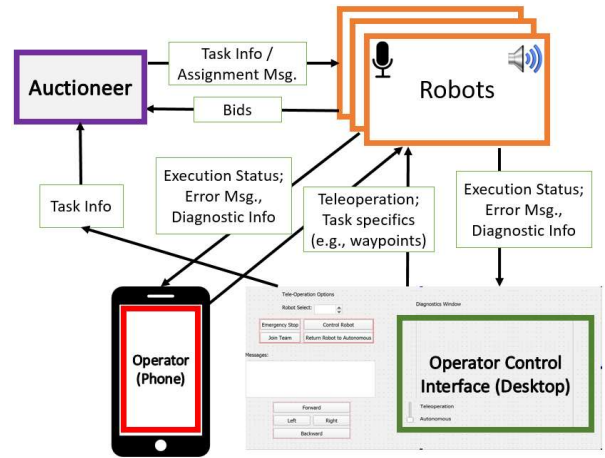 Auctioneer
Task Info /
Assignment Msg.
Bids
Robots
Task Info
Execution Status;
Error Msg.,
Diagnostic Info
Teleoperation;
Task specifics
(e.g., waypoints)
Execution Status;
Error Msg.,
Diagnostic Info
Operator
(Phone)
Tele-Operation Options
Robot Select:
Emergency Stop
Control Robot
Join Team
Return Robot to Autonomous
Messages:
Forward
Left
Right
Backward
Diagnostics Window
Operator Control
Interface (Desktop)
Teleoperation
Autonomous